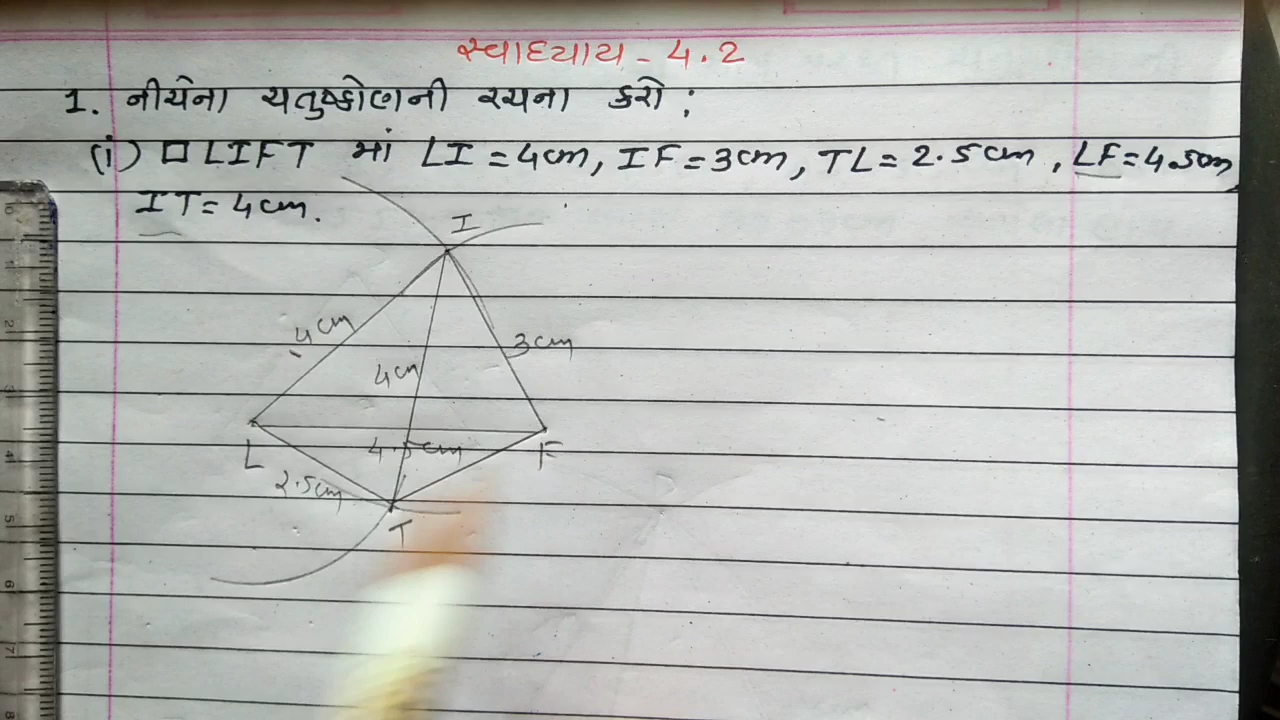 સ્વાધ્યાય - 4.2
1. નીચેના ચતુષ્કોણની રચના કરો :
(i) □ LIFT માં LI = 4cm, IF = 3cm, TL = 2.5cm, LF = 4.5cm,
IT = 4cm.
I
4cm
3cm
4cm
L
4.5cm
F
2.5cm
T